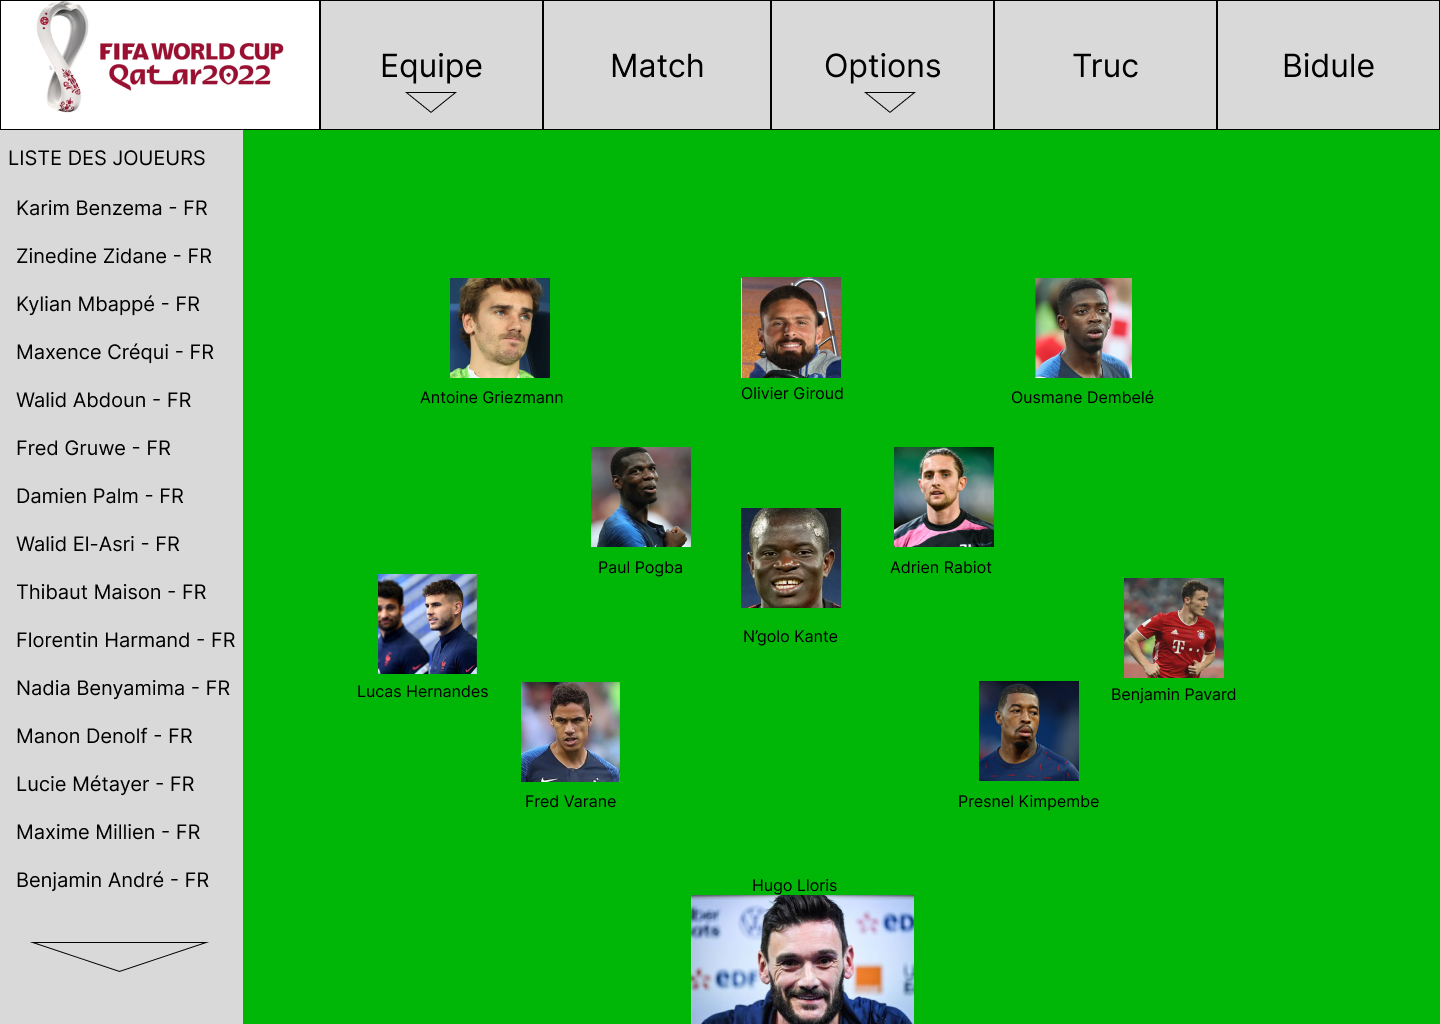 FIFA WORLD CUP
Qatar2022
Equipe
Match
Options
Truc
Bidule
LISTE DES JOUEURS
Karim Benzema - FR
Zinedine Zidane - FR
Kylian Mbappé - FR
Maxence Créqui - FR
Walid Abdoun - FR
Fred Gruwe - FR
Damien Palm - FR
Walid El-Asri - FR
Thibaut Maison - FR
Florentin Harmand - FR
Nadia Benyamima - FR
Manon Denolf - FR
Lucie Métayer - FR
Maxime Millien - FR
Benjamin André - FR
Antoine Griezmann
Olivier Giroud
Ousmane Dembelé
Paul Pogba
Adrien Rabiot
N'golo Kante
Lucas Hernandes
Benjamin Pavard
Fred Varane
Presnel Kimpembe
Hugo Lloris